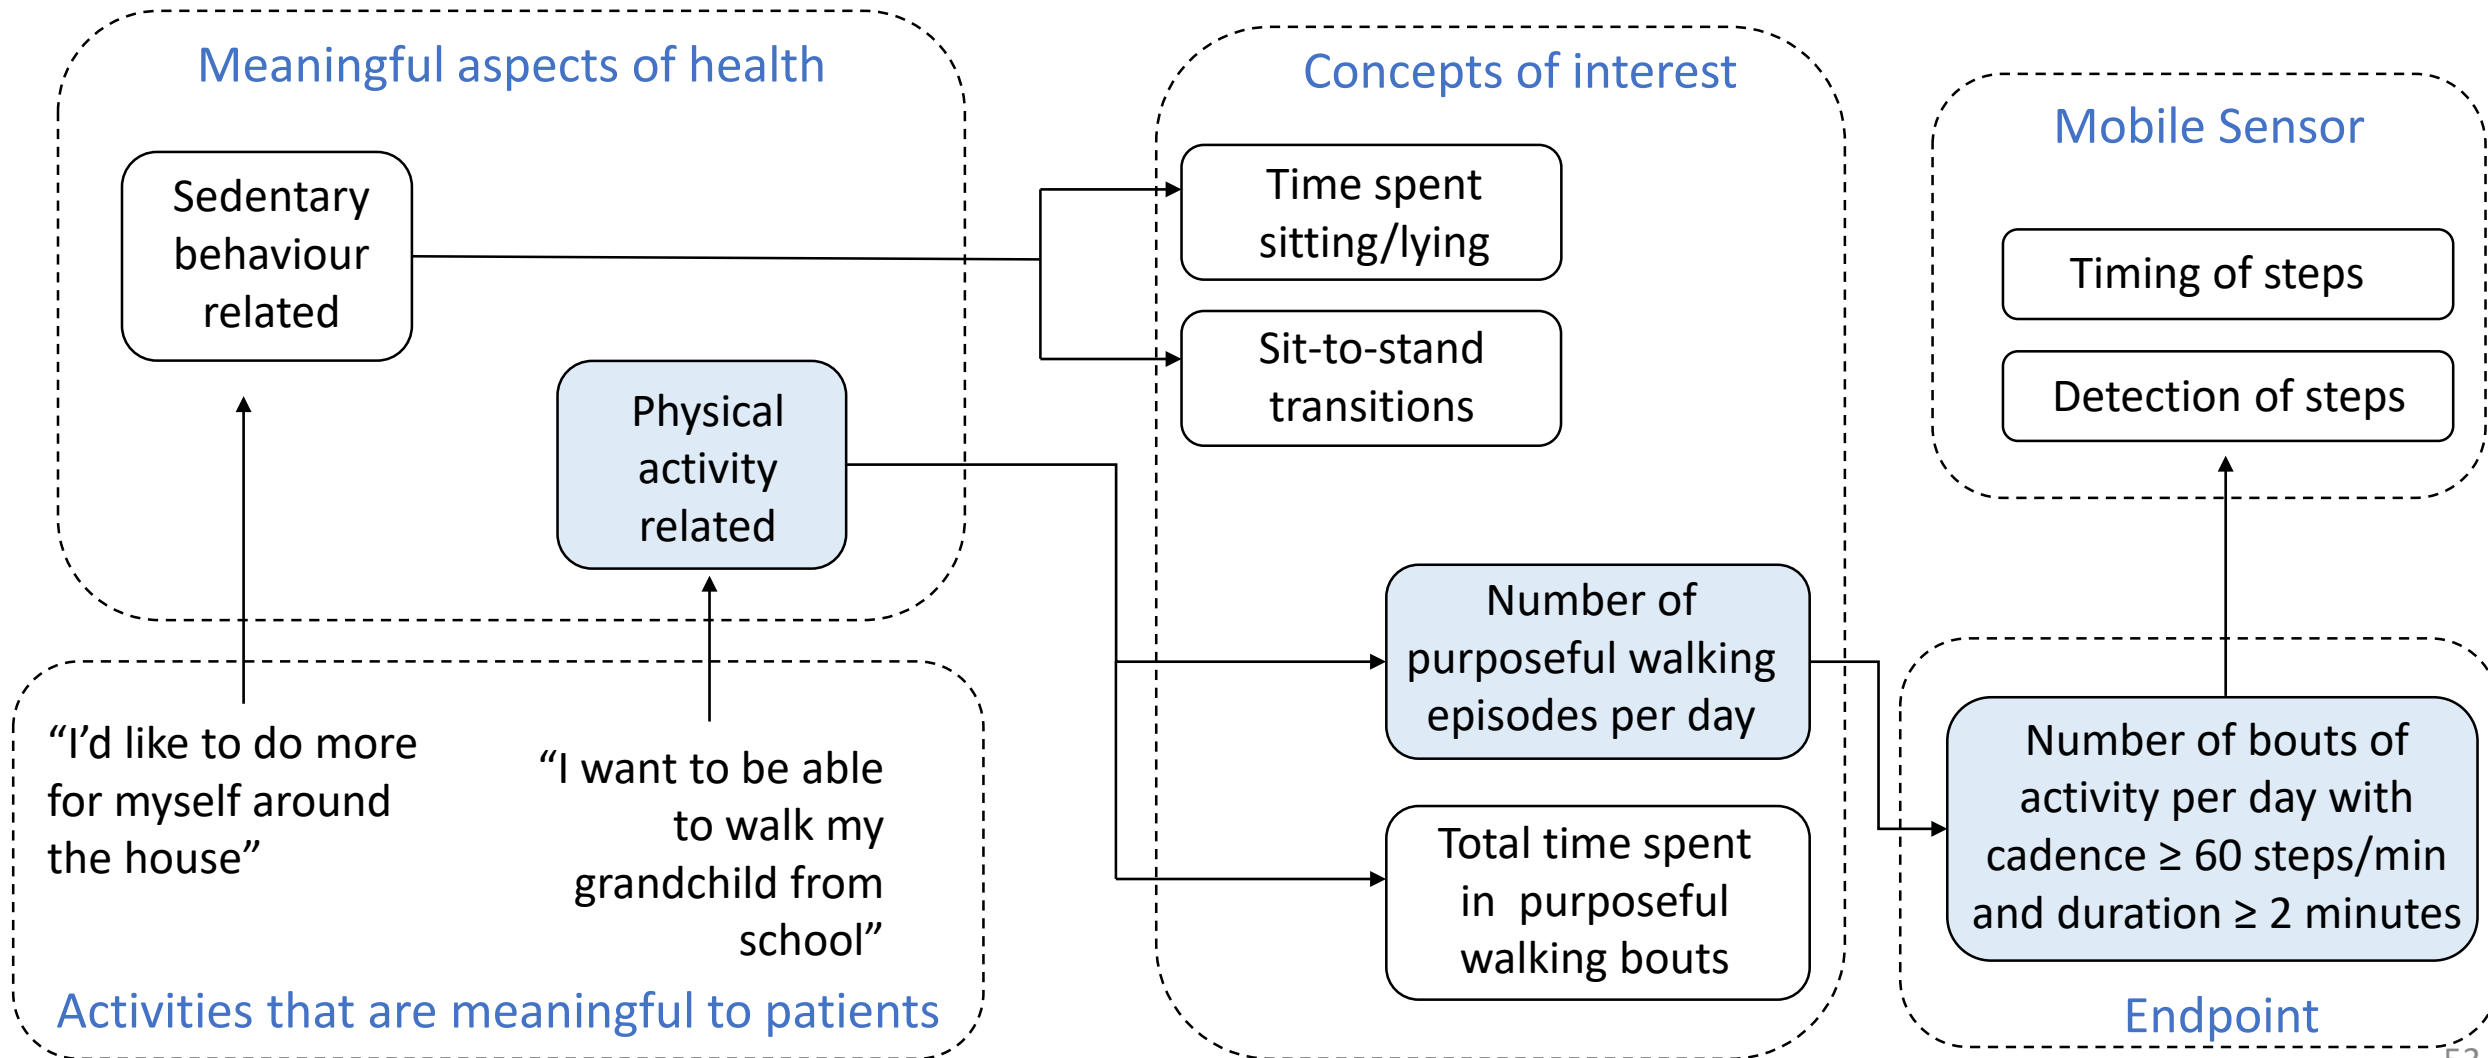 Meaningful aspects of health
Sedentary
behaviour
related
Physical
activity
related
“I’d like to do more
for myself around
the house”
“I want to be able
to walk my
grandchild from
school”
Activities that are meaningful to patients
Concepts of interest
Time spent
sitting/lying
Sit-to-stand
transitions
Number of
purposeful walking
episodes per day
Total time spent
in purposeful
walking bouts
Mobile Sensor
Timing of steps
Detection of steps
Number of bouts of
activity per day with
cadence ≥ 60 steps/min
and duration ≥ 2 minutes
Endpoint